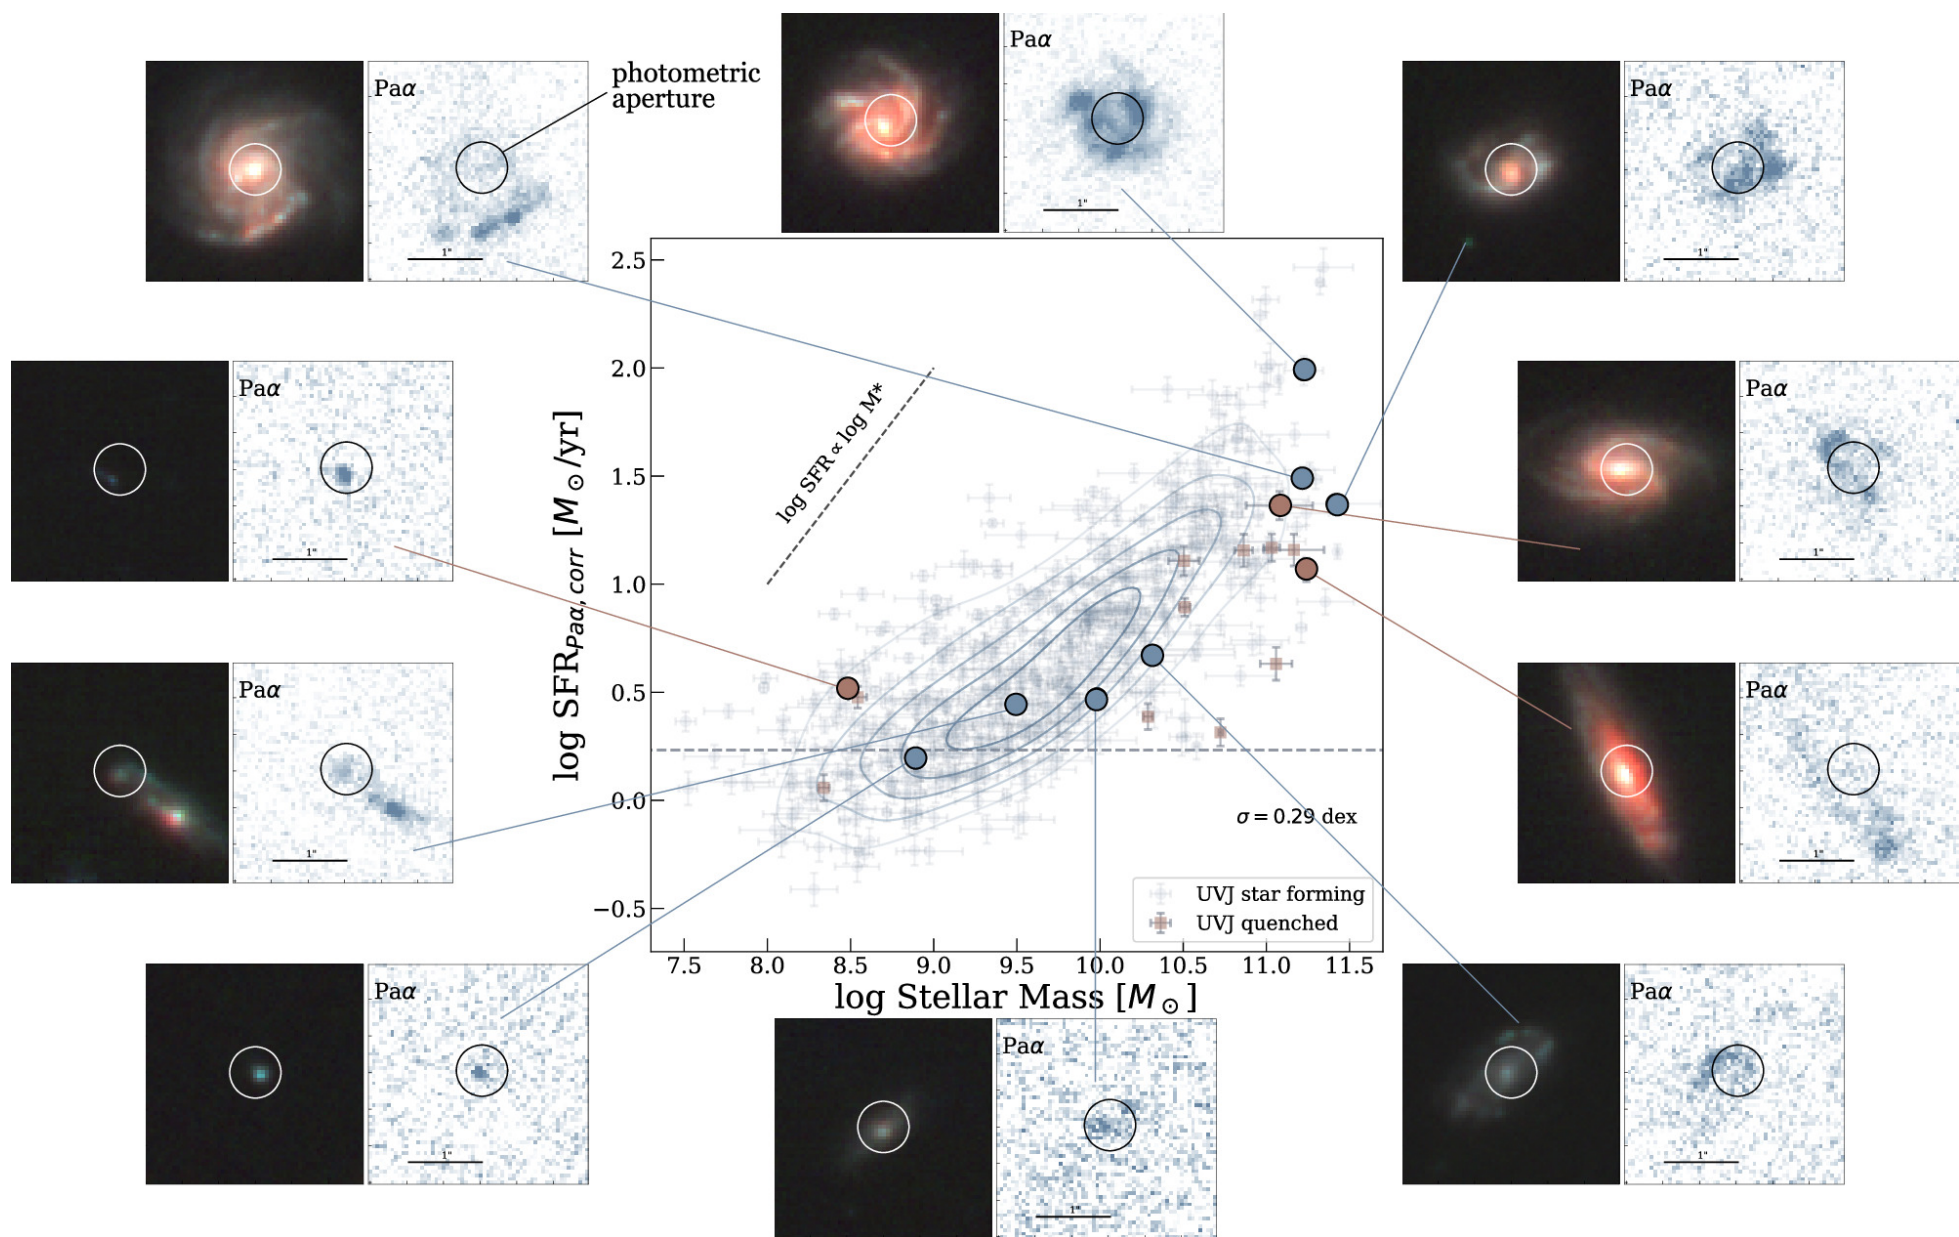 Paα
photometric
aperture
1"
Paα
1"
Paα
1"
Paα
1"
Paα
1"
Paα
1"
Paα
1"
Paα
1"
Paα
1"
Paα
1"
2.5
2.0
1.5
1.0
0.5
0.0
−0.5
log SFR_{Paα, corr} [M_⊙/yr]
log SFR ∝ log M*
σ = 0.29 dex
UVJ star forming
UVJ quenched
7.5 8.0 8.5 9.0 9.5 10.0 10.5 11.0 11.5
log Stellar Mass [M_⊙]